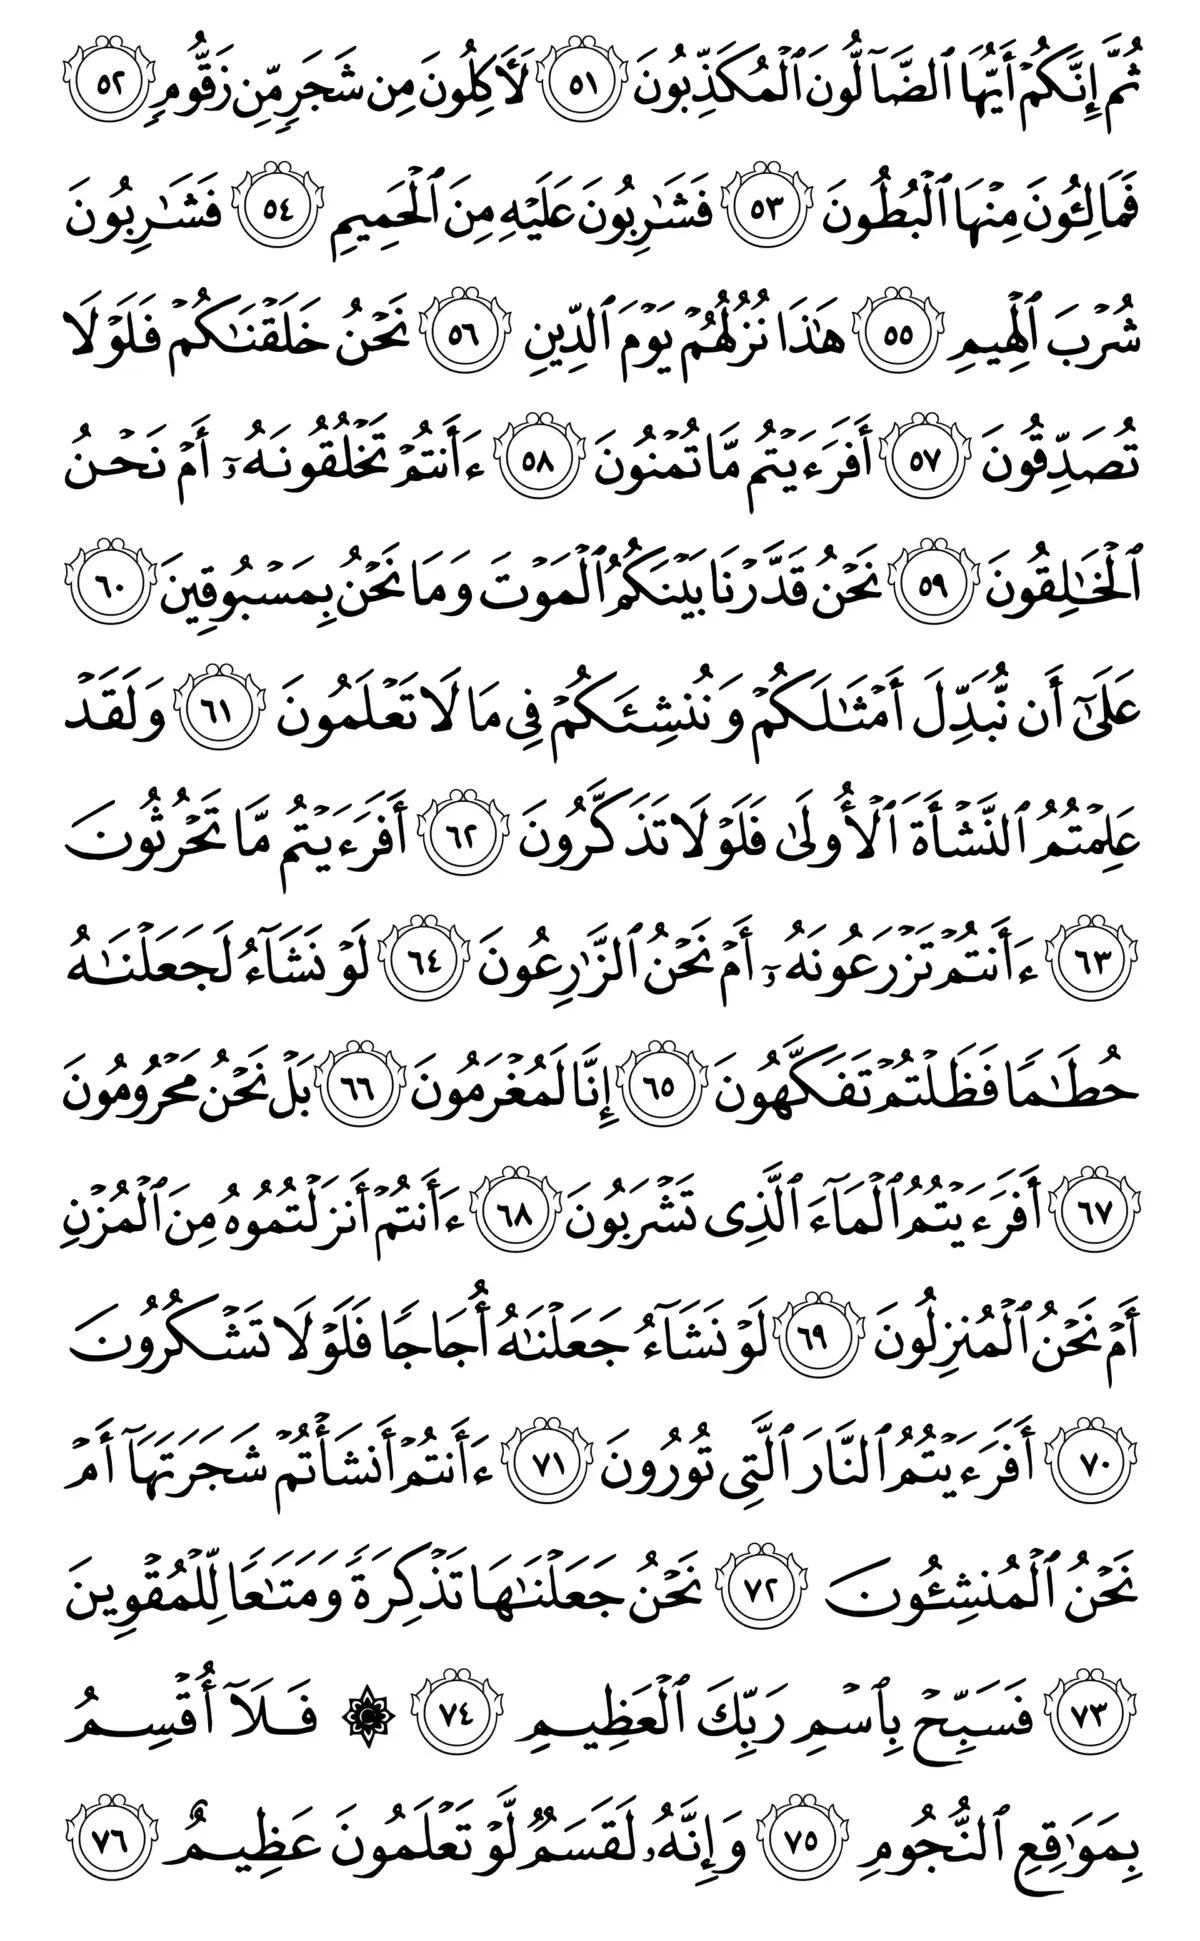 ثُمَّ إِنَّكُمۡ أَيُّهَا ٱلضَّآلُّونَ ٱلۡمُكَذِّبُونَ ٥١ لَأٓكِلُونَ مِن شَجَرٖ مِّن زَقُّومٖ ٥٢
فَمَالِـُٔونَ مِنۡهَا ٱلۡبُطُونَ ٥٣ فَشَٰرِبُونَ عَلَيۡهِ مِنَ ٱلۡحَمِيمِ ٥٤ فَشَٰرِبُونَ
شُرۡبَ ٱلۡهِيمِ ٥٥ هَٰذَا نُزُلُهُمۡ يَوۡمَ ٱلدِّينِ ٥٦ نَحۡنُ خَلَقۡنَٰكُمۡ فَلَوۡلَا
تُصَدِّقُونَ ٥٧ أَفَرَءَيۡتُم مَّا تُمۡنُونَ ٥٨ ءَأَنتُمۡ تَخۡلُقُونَهُۥٓ أَمۡ نَحۡنُ
ٱلۡخَٰلِقُونَ ٥٩ نَحۡنُ قَدَّرۡنَا بَيۡنَكُمُ ٱلۡمَوۡتَ وَمَا نَحۡنُ بِمَسۡبُوقِينَ ٦٠
عَلَىٰٓ أَن نُّبَدِّلَ أَمۡثَٰلَكُمۡ وَنُنشِئَكُمۡ فِي مَا لَا تَعۡلَمُونَ ٦١ وَلَقَدۡ
عَلِمۡتُمُ ٱلنَّشۡأَةَ ٱلۡأُولَىٰ فَلَوۡلَا تَذَكَّرُونَ ٦٢ أَفَرَءَيۡتُم مَّا تَحۡرُثُونَ
٦٣ ءَأَنتُمۡ تَزۡرَعُونَهُۥٓ أَمۡ نَحۡنُ ٱلزَّٰرِعُونَ ٦٤ لَوۡ نَشَآءُ لَجَعَلۡنَٰهُ
حُطَٰمٗا فَظَلۡتُمۡ تَفَكَّهُونَ ٦٥ إِنَّا لَمُغۡرَمُونَ ٦٦ بَلۡ نَحۡنُ مَحۡرُومُونَ
٦٧ أَفَرَءَيۡتُمُ ٱلۡمَآءَ ٱلَّذِي تَشۡرَبُونَ ٦٨ ءَأَنتُمۡ أَنزَلۡتُمُوهُ مِنَ ٱلۡمُزۡنِ
أَمۡ نَحۡنُ ٱلۡمُنزِلُونَ ٦٩ لَوۡ نَشَآءُ جَعَلۡنَٰهُ أُجَاجٗا فَلَوۡلَا تَشۡكُرُونَ
٧٠ أَفَرَءَيۡتُمُ ٱلنَّارَ ٱلَّتِي تُورُونَ ٧١ ءَأَنتُمۡ أَنشَأۡتُمۡ شَجَرَتَهَآ أَمۡ
نَحۡنُ ٱلۡمُنشِـُٔونَ ٧٢ نَحۡنُ جَعَلۡنَٰهَا تَذۡكِرَةٗ وَمَتَٰعٗا لِّلۡمُقۡوِينَ
٧٣ فَسَبِّحۡ بِٱسۡمِ رَبِّكَ ٱلۡعَظِيمِ ٧٤ ۞ فَلَآ أُقۡسِمُ
بِمَوَٰقِعِ ٱلنُّجُومِ ٧٥ وَإِنَّهُۥ لَقَسَمٞ لَّوۡ تَعۡلَمُونَ عَظِيمٌ ٧٦